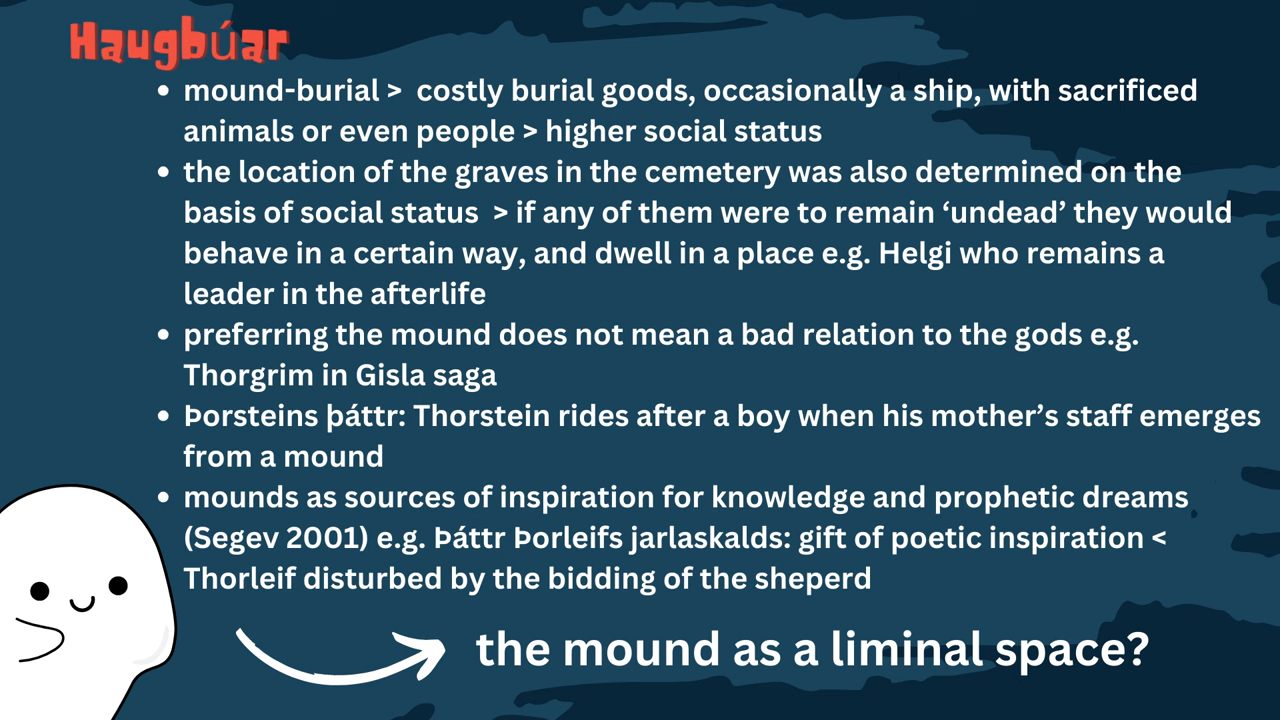 Haugbúar
• mound-burial >  costly burial goods, occasionally a ship, with sacrificed
animals or even people > higher social status
• the location of the graves in the cemetery was also determined on the
basis of social status  > if any of them were to remain ‘undead’ they would
behave in a certain way, and dwell in a place e.g. Helgi who remains a
leader in the afterlife
• preferring the mound does not mean a bad relation to the gods e.g.
Thorgrim in Gisla saga
• Þorsteins þáttr: Thorstein rides after a boy when his mother’s staff emerges
from a mound
• mounds as sources of inspiration for knowledge and prophetic dreams
(Segev 2001) e.g. Þáttr Þorleifs jarlaskalds: gift of poetic inspiration <
Thorleif disturbed by the bidding of the sheperd
the mound as a liminal space?